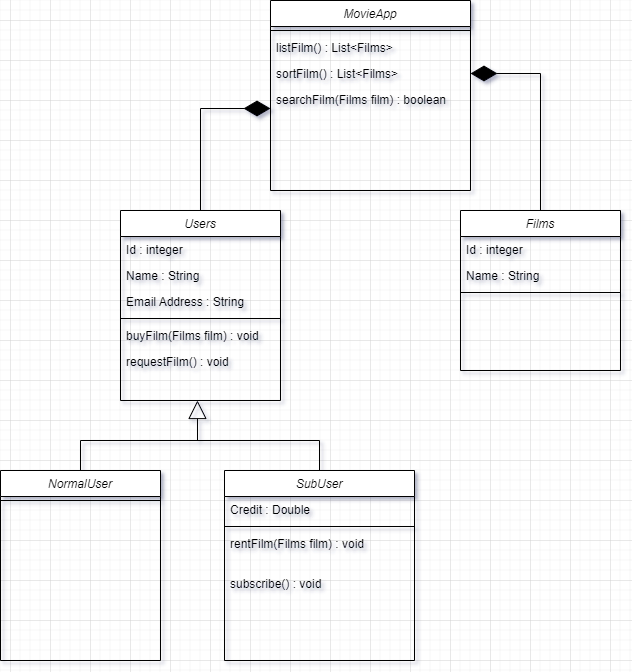 MovieApp
listFilm() : List<Films>
sortFilm() : List<Films>
searchFilm(Films film) : boolean
Users
Id : integer
Name : String
Email Address : String
buyFilm(Films film) : void
requestFilm() : void
Films
Id : integer
Name : String
NormalUser
SubUser
Credit : Double
rentFilm(Films film) : void
subscribe() : void